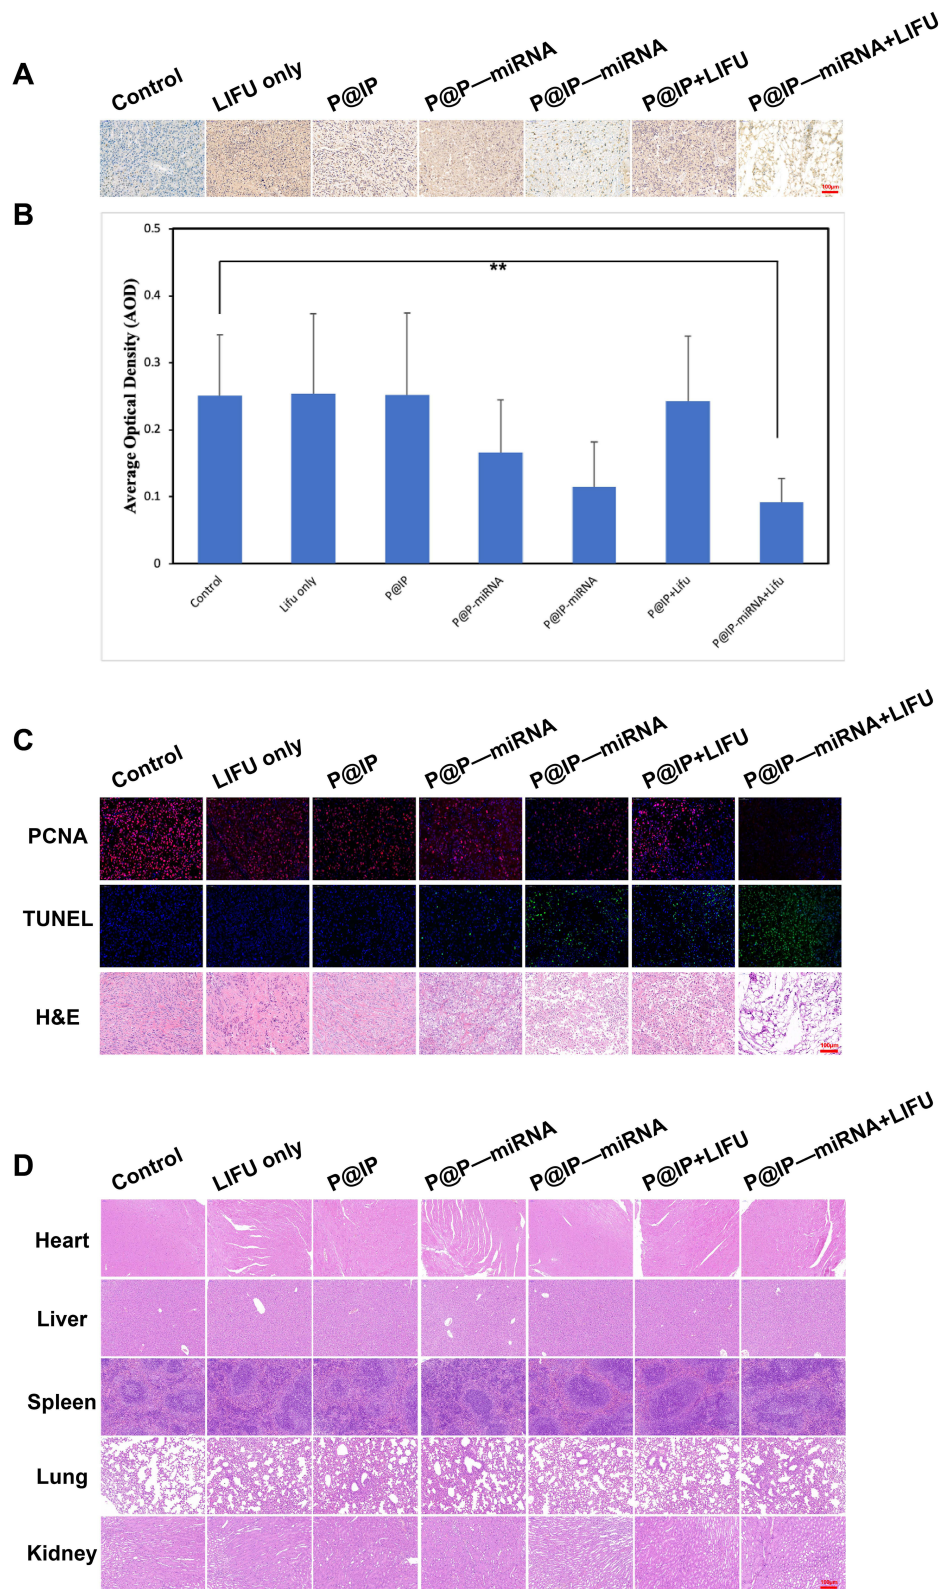 A
Control
LIFU only
P@IP
P@P—miRNA
P@IP—miRNA
P@IP+LIFU
P@IP—miRNA+LIFU
100μm
B
Average Optical Density (AOD)
0.5
0.4
0.3
0.2
0.1
0
**
Control
Lifu only
P@IP
P@P-miRNA
P@IP-miRNA
P@IP+Lifu
P@IP-miRNA+Lifu
C
Control
LIFU only
P@IP
P@P—miRNA
P@IP—miRNA
P@IP+LIFU
P@IP—miRNA+LIFU
PCNA
TUNEL
H&E
100μm
D
Control
LIFU only
P@IP
P@P—miRNA
P@IP—miRNA
P@IP+LIFU
P@IP—miRNA+LIFU
Heart
Liver
Spleen
Lung
Kidney
100μm